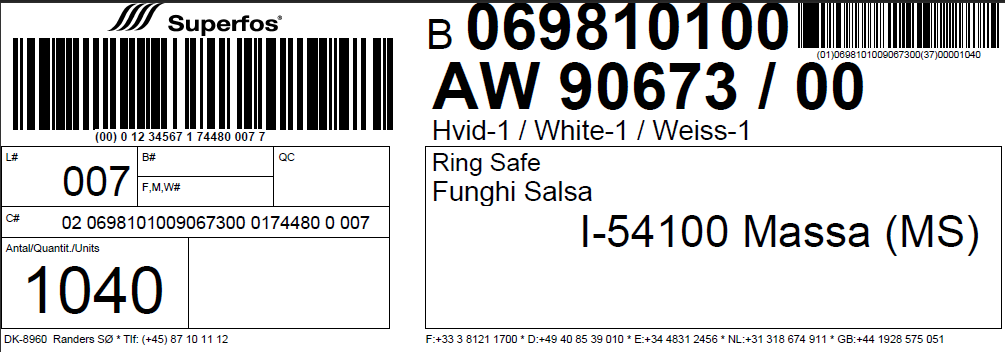 Superfos®
(00) 0 12 34567 1 74480 007 7
L#
007
B#
F,M,W#
QC
C#
02 0698101009067300 0174480 0 007
Antal/Quantit./Units
1040
DK-8960 Randers SØ * Tlf: (+45) 87 10 11 12
B 069810100
(01)0698101009067300(37)00001040
AW 90673 / 00
Hvid-1 / White-1 / Weiss-1
Ring Safe
Funghi Salsa
I-54100 Massa (MS)
F:+33 3 8121 1700 * D:+49 40 85 39 010 * E:+34 4831 2456 * NL:+31 318 674 911 * GB:+44 1928 575 051